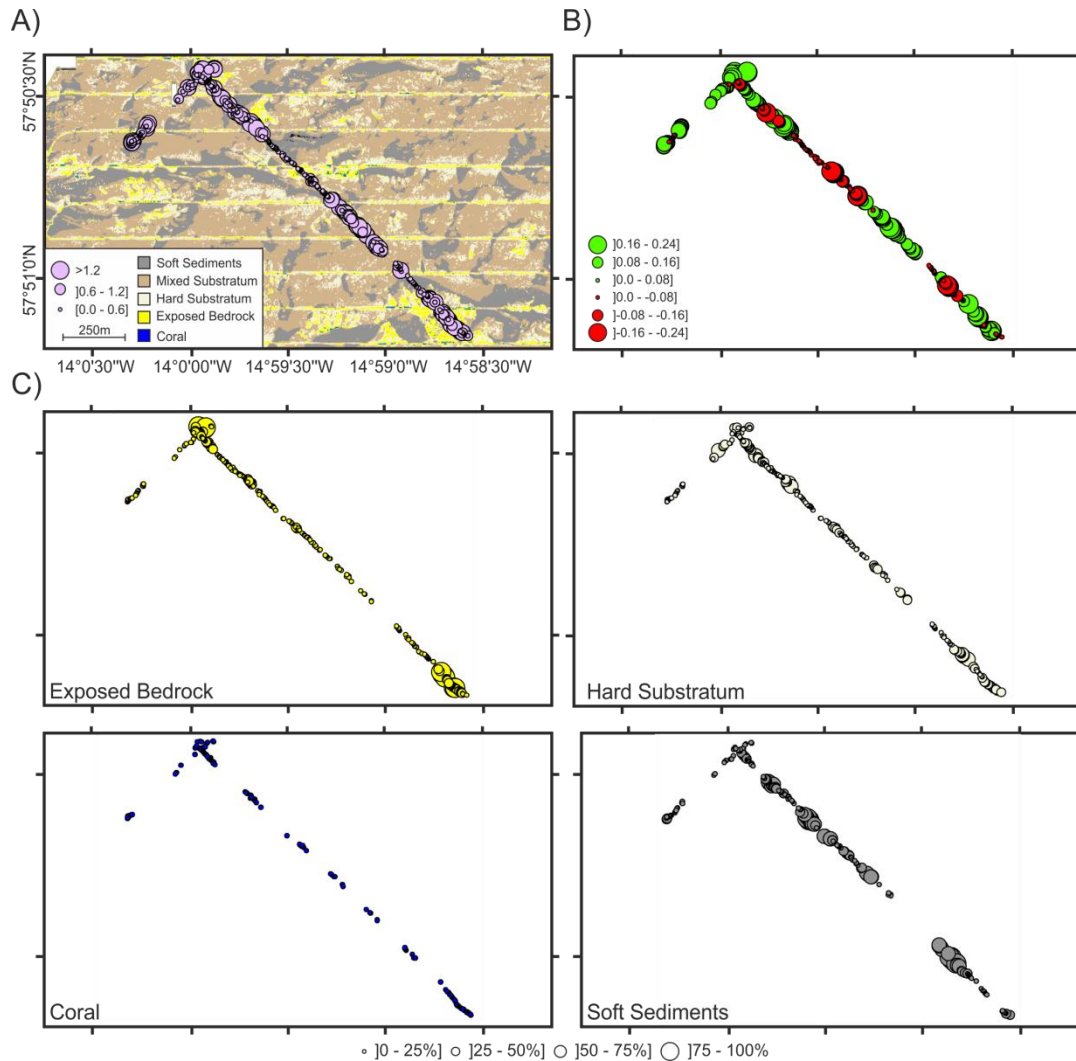 A)
57°50'30"N
57°51'0"N
>1.2
]0.6 - 1.2]
[0.0 - 0.6]
250m
Soft Sediments
Mixed Substratum
Hard Substratum
Exposed Bedrock
Coral
14°0'30"W
14°0'0"W
14°59'30"W
14°59'0"W
14°58'30"W
B)
]0.16 - 0.24]
]0.08 - 0.16]
]0.0 - 0.08]
]0.0 - -0.08]
]-0.08 - -0.16]
]-0.16 - -0.24]
C)
Exposed Bedrock
Hard Substratum
Coral
Soft Sediments
]0 - 25%] ]25 - 50%] ]50 - 75%] ]75 - 100%]